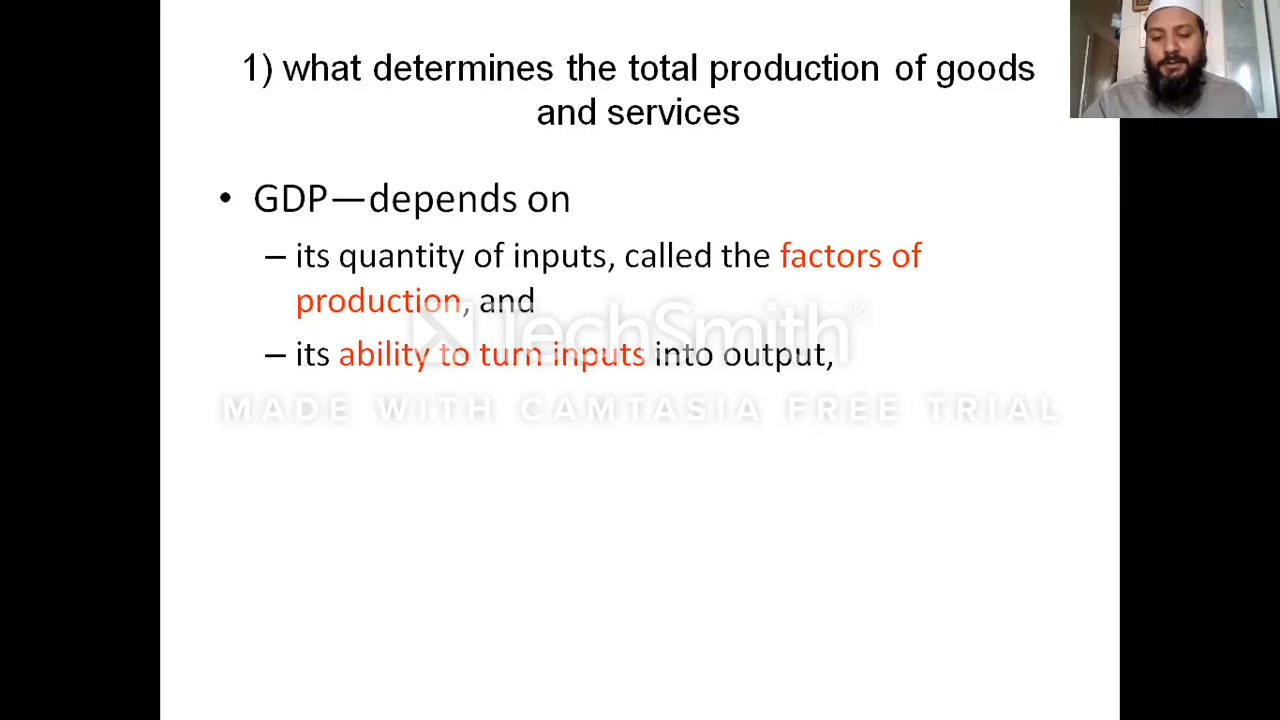 1) what determines the total production of goods
and services
• GDP—depends on
– its quantity of inputs, called the factors of
production, and
– its ability to turn inputs into output,
TechSmith®
MADE WITH CAMTASIA FREE TRIAL